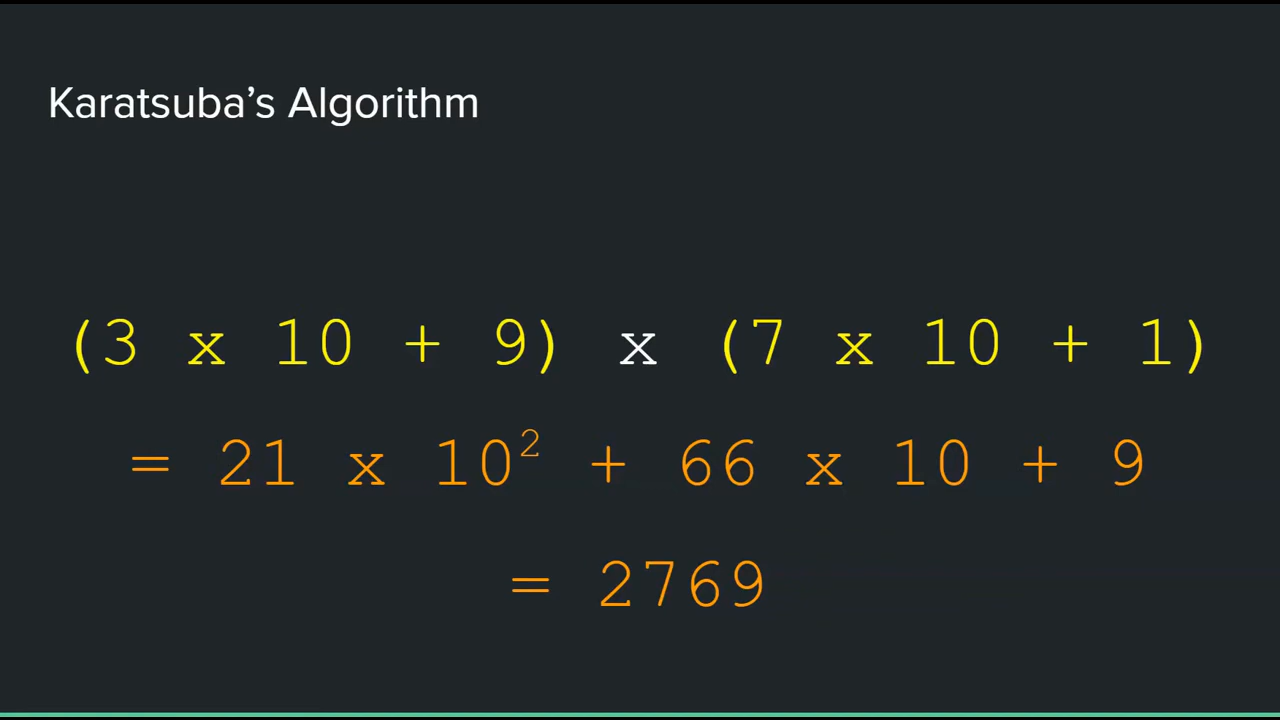 Karatsuba’s Algorithm
(3 x 10 + 9) x (7 x 10 + 1)
= 21 x 10² + 66 x 10 + 9
= 2769